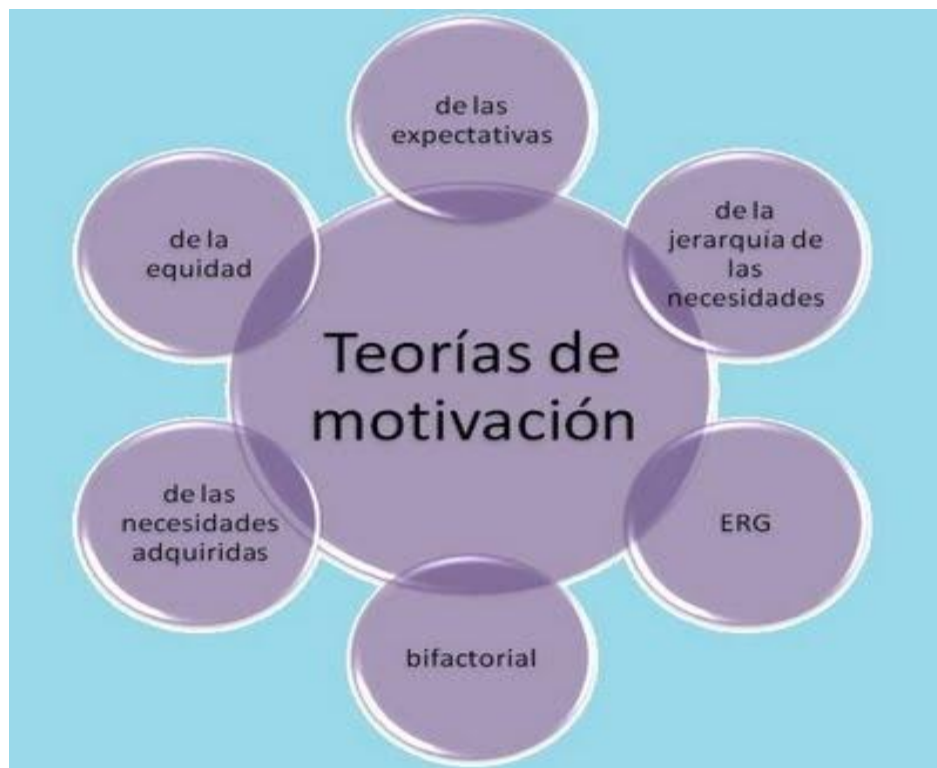 de las
expectativas
de la
jerarquía de
las
necesidades
de la
equidad
Teorías de
motivación
de las
necesidades
adquiridas
ERG
bifactorial